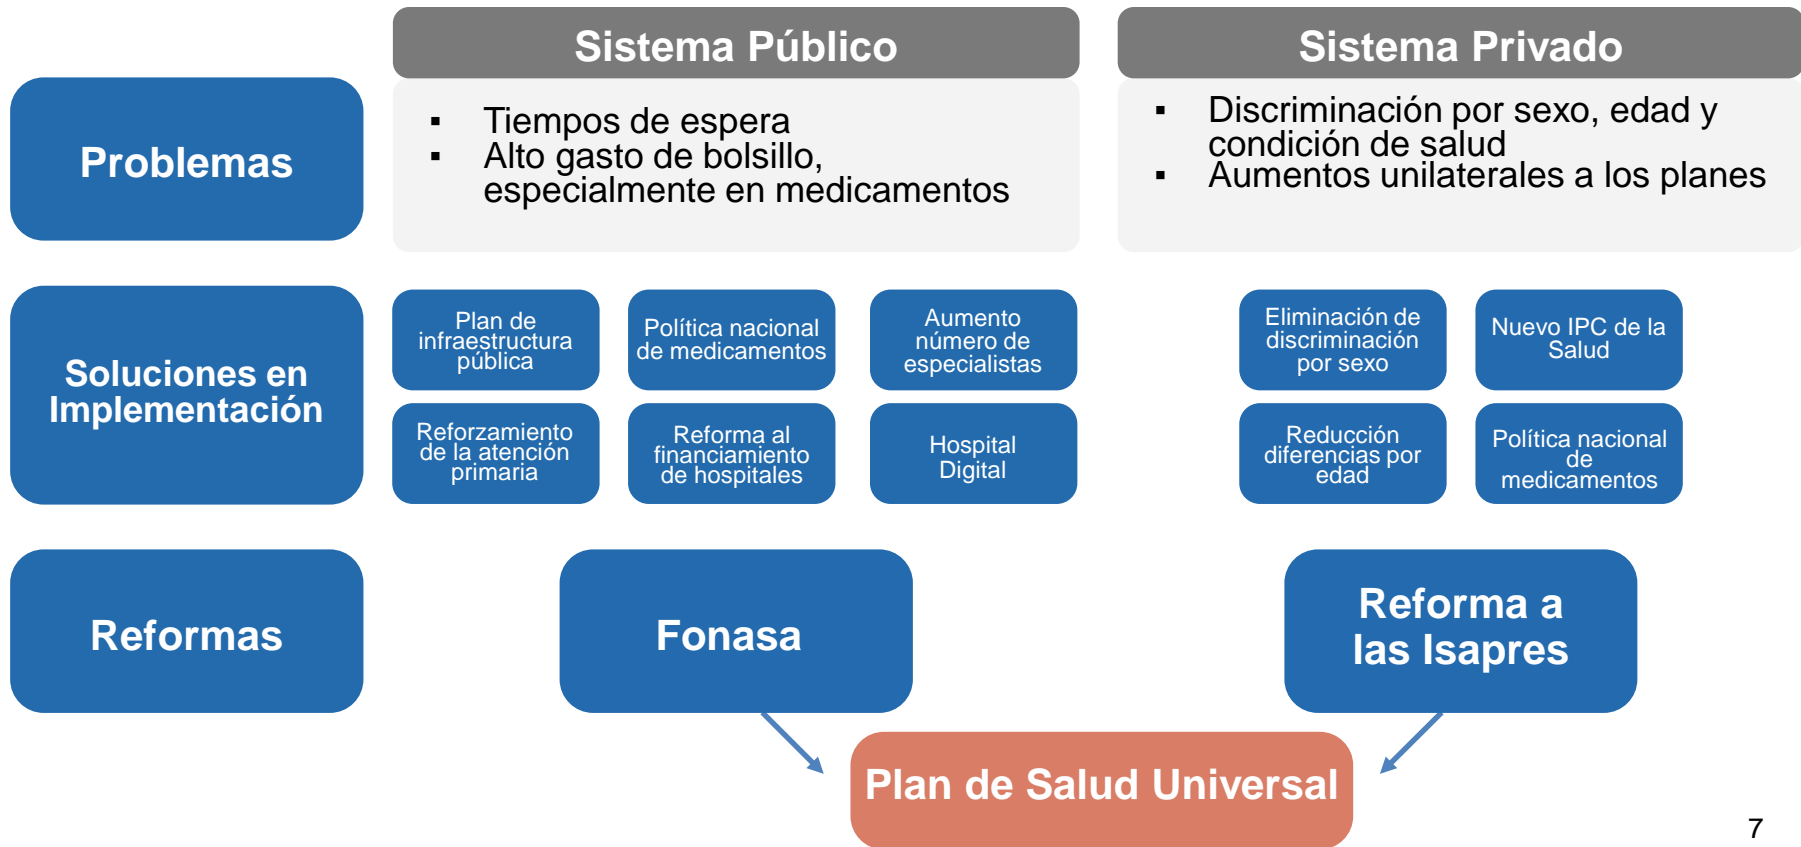 Sistema Público
Sistema Privado
Problemas
▪ Tiempos de espera
▪ Alto gasto de bolsillo,
especialmente en medicamentos
▪ Discriminación por sexo, edad y
condición de salud
▪ Aumentos unilaterales a los planes
Soluciones en
Implementación
Plan de
infraestructura
pública
Política nacional
de medicamentos
Aumento
número de
especialistas
Eliminación de
discriminación
por sexo
Nuevo IPC de la
Salud
Reforzamiento
de la atención
primaria
Reforma al
financiamiento
de hospitales
Hospital
Digital
Reducción
diferencias por
edad
Política nacional
de
medicamentos
Reformas
Fonasa
Reforma a
las Isapres
Plan de Salud Universal
7